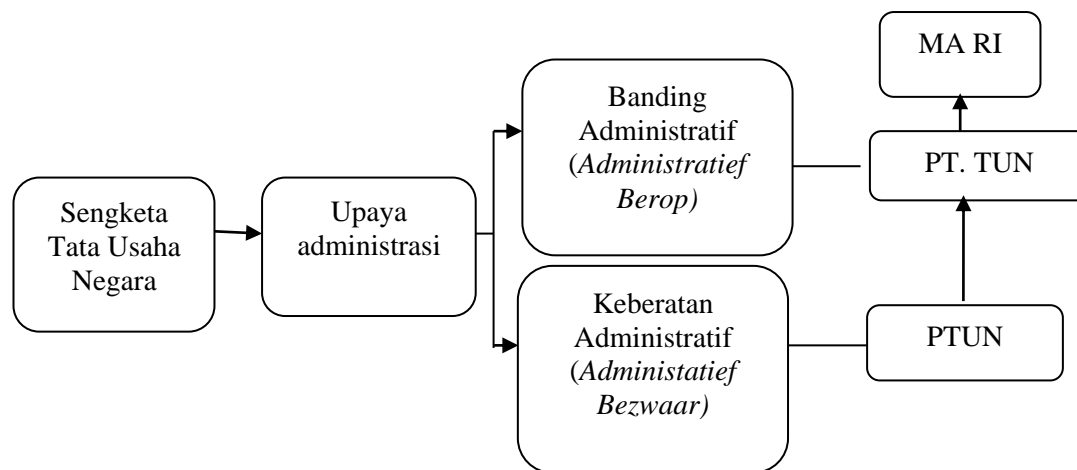 Sengketa
Tata Usaha
Negara
Upaya
administrasi
Banding
Administratif
(Administratief
Berop)
Keberatan
Administratif
(Administatief
Bezwaar)
MA RI
PT. TUN
PTUN